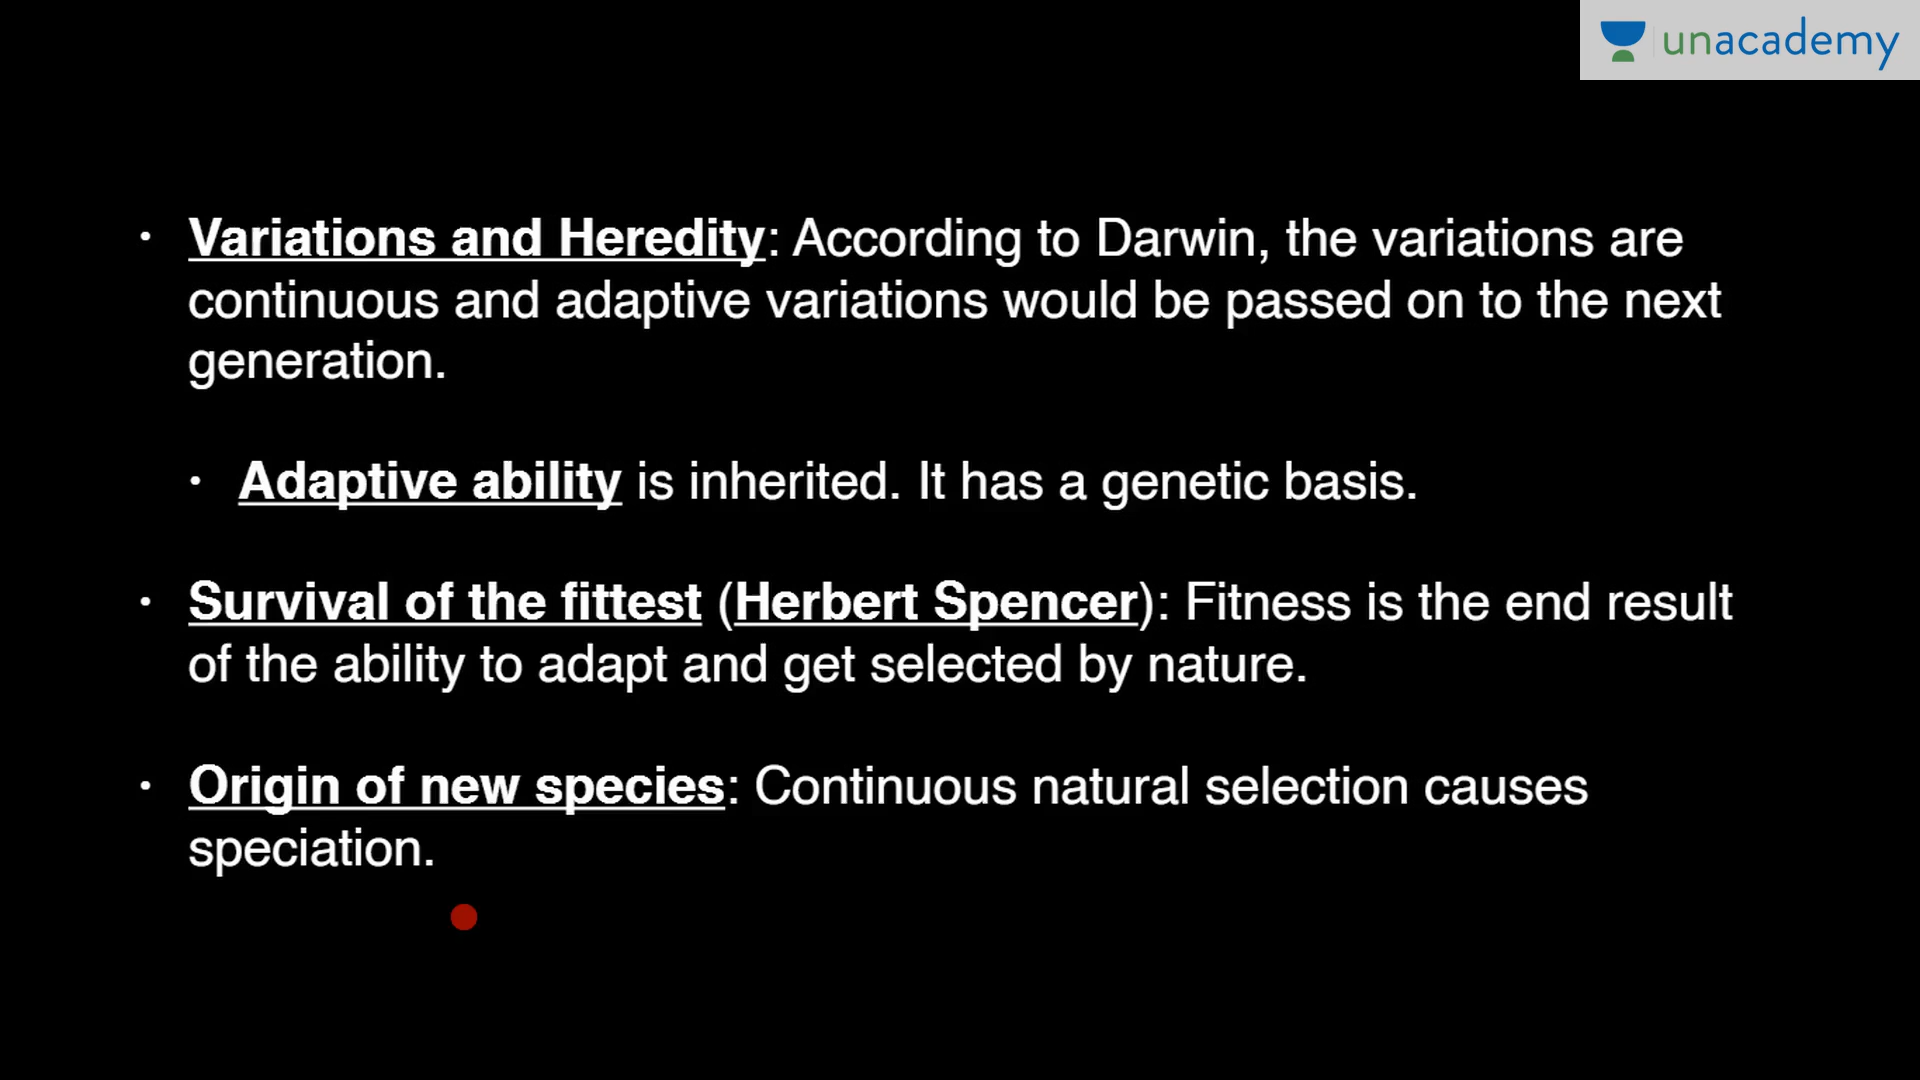 unacademy
• Variations and Heredity: According to Darwin, the variations are
continuous and adaptive variations would be passed on to the next
generation.
• Adaptive ability is inherited. It has a genetic basis.
• Survival of the fittest (Herbert Spencer): Fitness is the end result
of the ability to adapt and get selected by nature.
• Origin of new species: Continuous natural selection causes
speciation.